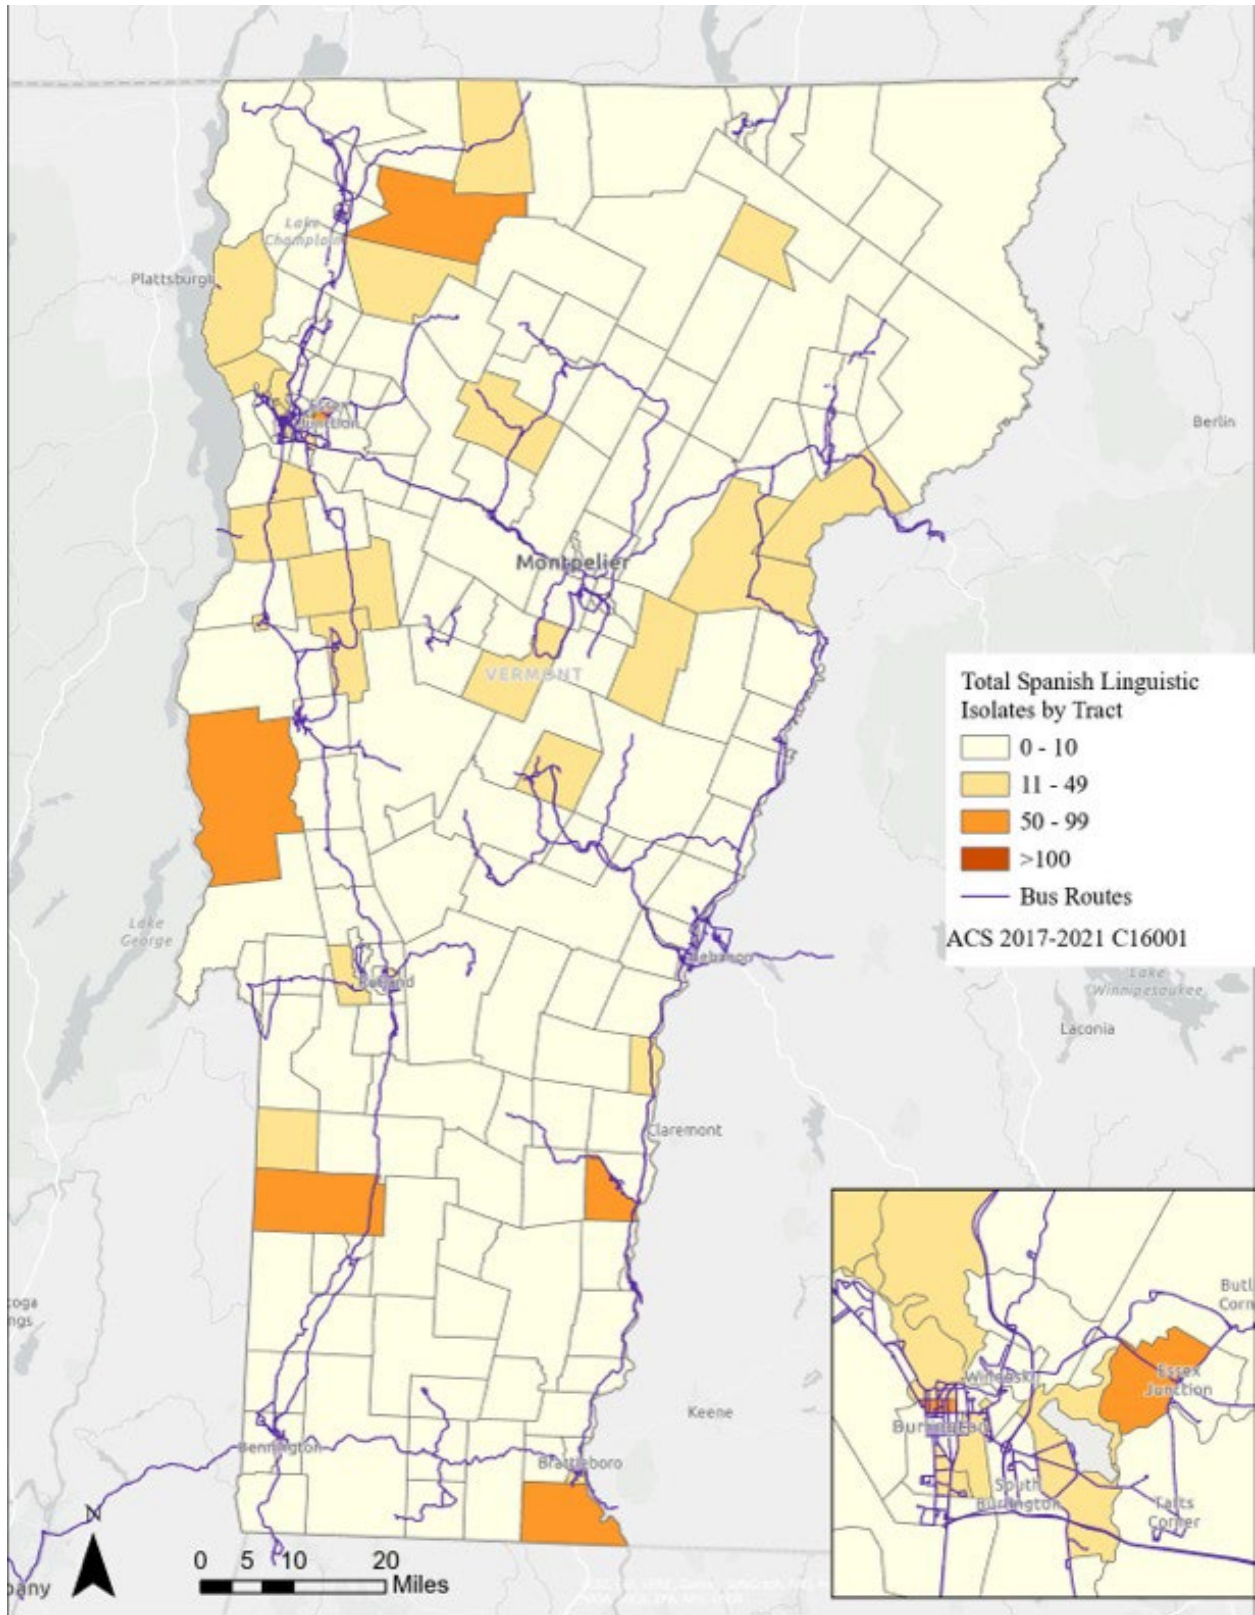 Lake
Champlain
Plattsburgh
Essex
Junction
Berlin
Montpelier
VERMONT
Total Spanish Linguistic
Isolates by Tract
0 - 10
11 - 49
50 - 99
>100
Bus Routes
ACS 2017-2021 C16001
Lake
George
Lebanon
Rutland
Lake
Winnipesaukee
Laconia
Claremont
Keene
Bennington
Brattleboro
N
0 5 10 20
Miles
Winooski
Burlington
Essex
Junction
South
Burlington
Tafts
Corner